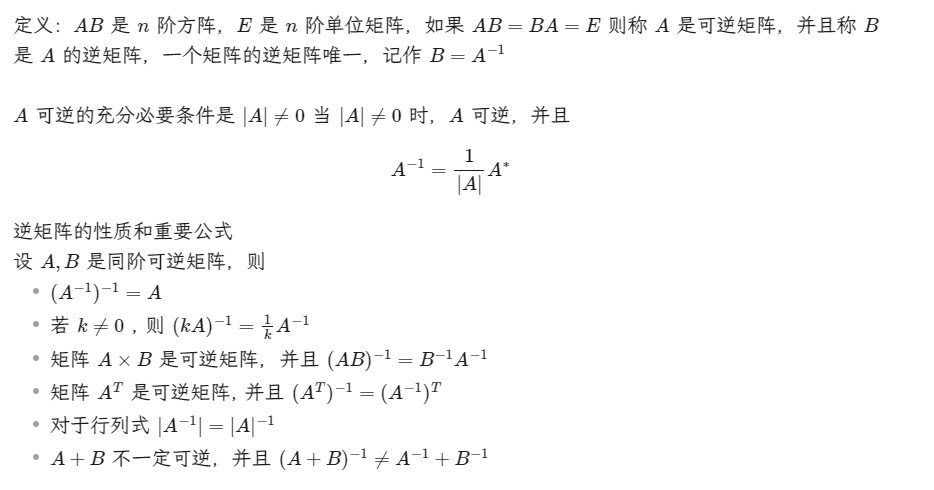 定义：AB 是 n 阶方阵，E 是 n 阶单位矩阵，如果 AB = BA = E 则称 A 是可逆矩阵，并且称 B
是 A 的逆矩阵，一个矩阵的逆矩阵唯一，记作 B = A⁻¹
A 可逆的充分必要条件是 |A| ≠ 0 当 |A| ≠ 0 时，A 可逆，并且
A⁻¹ = \frac{1}{|A|} A*
逆矩阵的性质和重要公式
设 A, B 是同阶可逆矩阵，则
• (A⁻¹)⁻¹ = A
• 若 k ≠ 0 , 则 (kA)⁻¹ = \frac{1}{k} A⁻¹
• 矩阵 A × B 是可逆矩阵，并且 (AB)⁻¹ = B⁻¹A⁻¹
• 矩阵 Aᵀ 是可逆矩阵, 并且 (Aᵀ)⁻¹ = (A⁻¹)ᵀ
• 对于行列式 |A⁻¹| = |A|⁻¹
• A + B 不一定可逆，并且 (A + B)⁻¹ ≠ A⁻¹ + B⁻¹